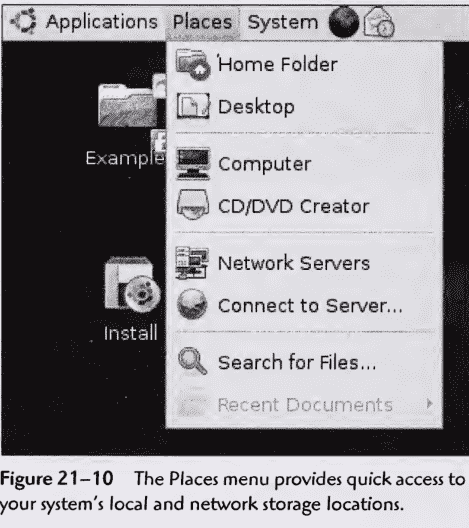 Applications Places System
Home Folder
Desktop
Example
Computer
CD/DVD Creator
Network Servers
Connect to Server...
Install
Search for Files...
Recent Documents
Figure 21–10 The Places menu provides quick access to
your system's local and network storage locations.